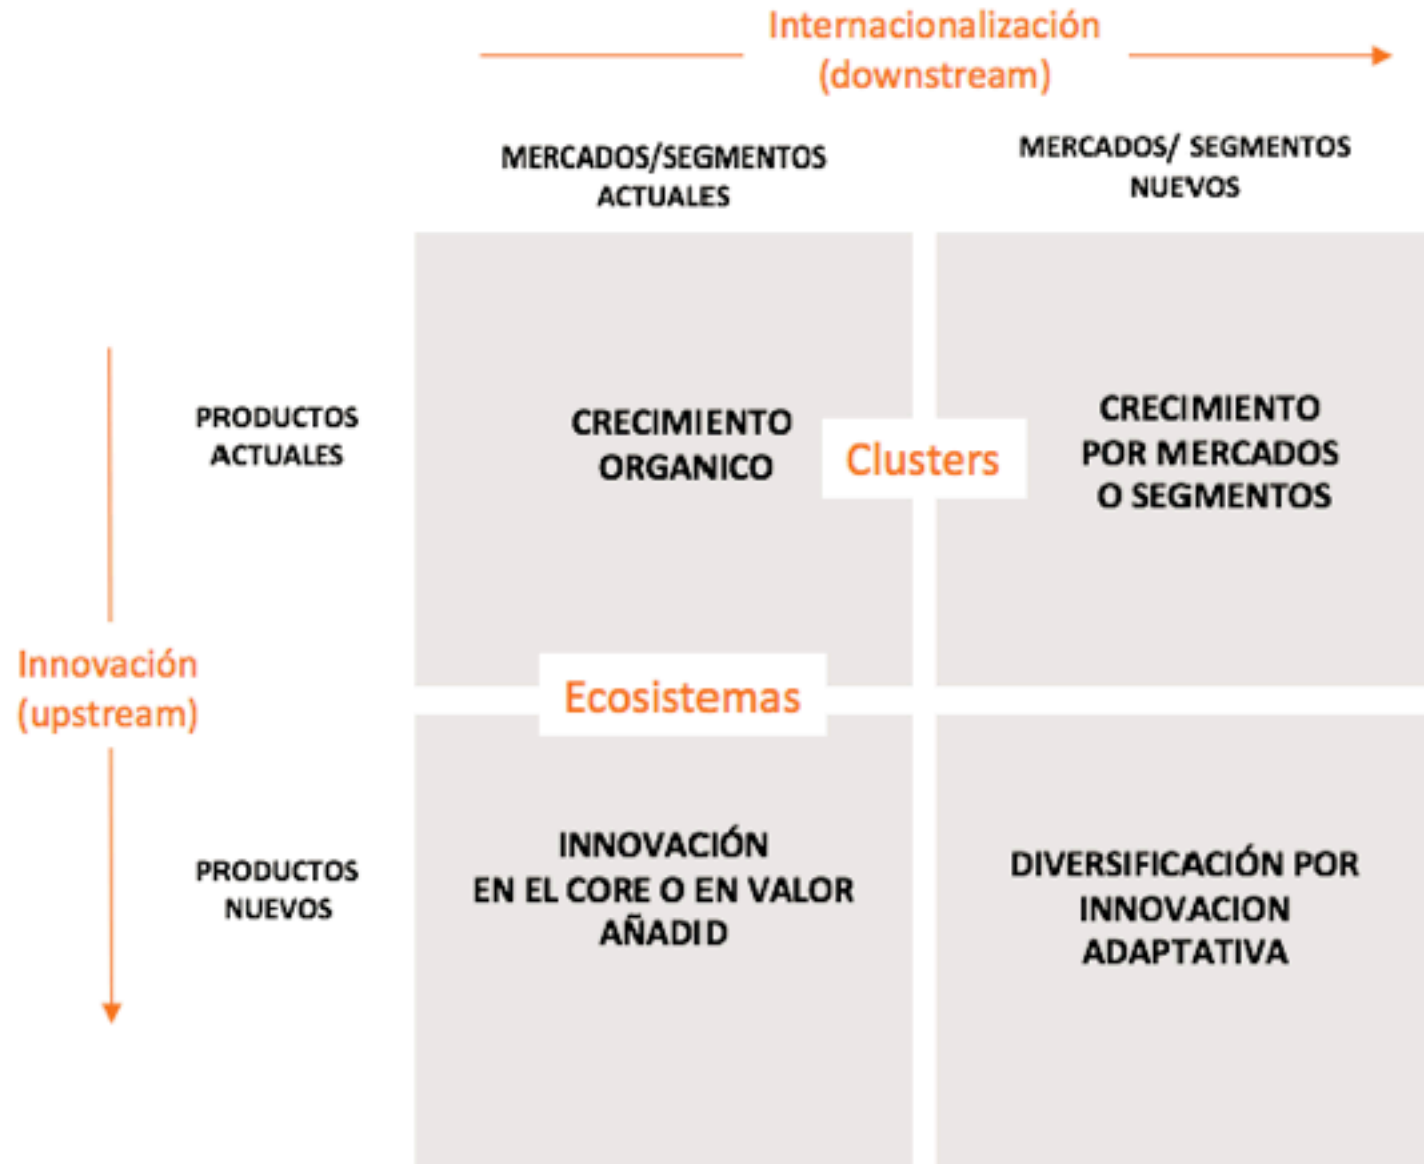 Internacionalización
(downstream)
MERCADOS/SEGMENTOS
ACTUALES
MERCADOS/ SEGMENTOS
NUEVOS
PRODUCTOS
ACTUALES
CRECIMIENTO
ORGANICO
Clusters
CRECIMIENTO
POR MERCADOS
O SEGMENTOS
Innovación
(upstream)
Ecosistemas
PRODUCTOS
NUEVOS
INNOVACIÓN
EN EL CORE O EN VALOR
AÑADID
DIVERSIFICACIÓN POR
INNOVACION
ADAPTATIVA